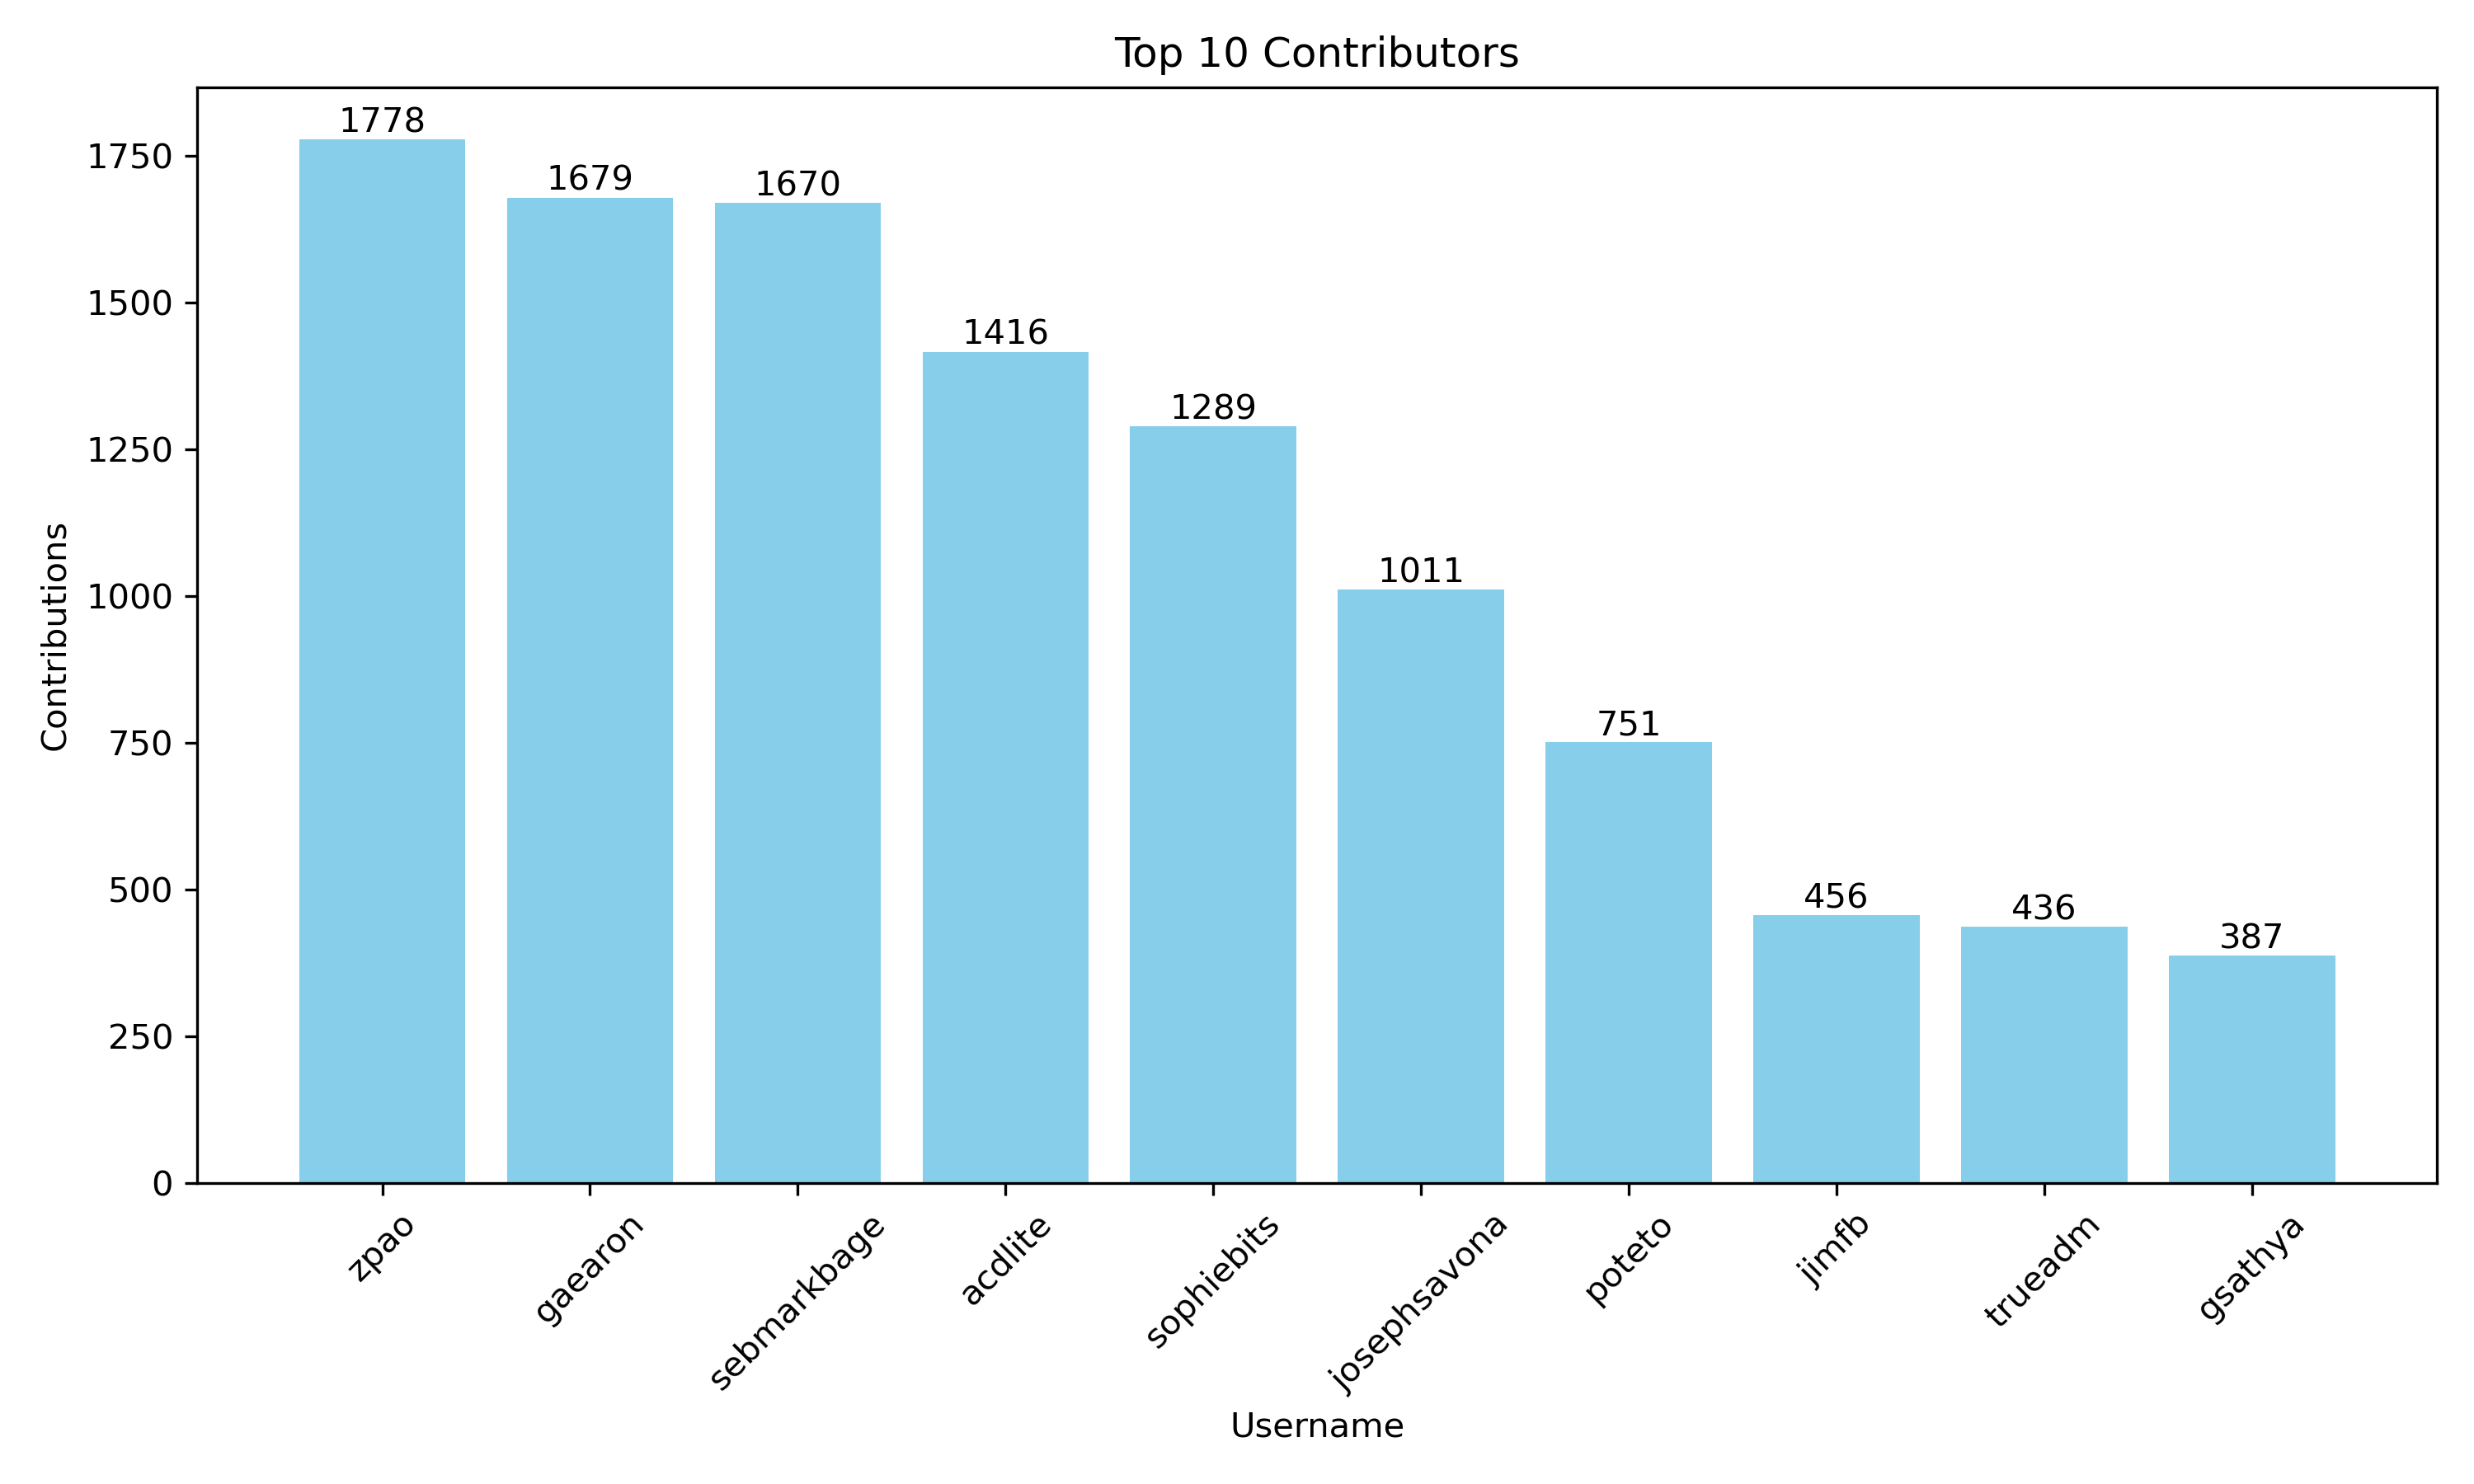 Top 10 Contributors
1778
1679
1670
1416
1289
1011
751
456
436
387
Contributions
1750
1500
1250
1000
750
500
250
0
zpao
gaearon
sebmarkbage
acdlite
sophiebits
josephsavona
poteto
jimfb
trueadm
gsathya
Username